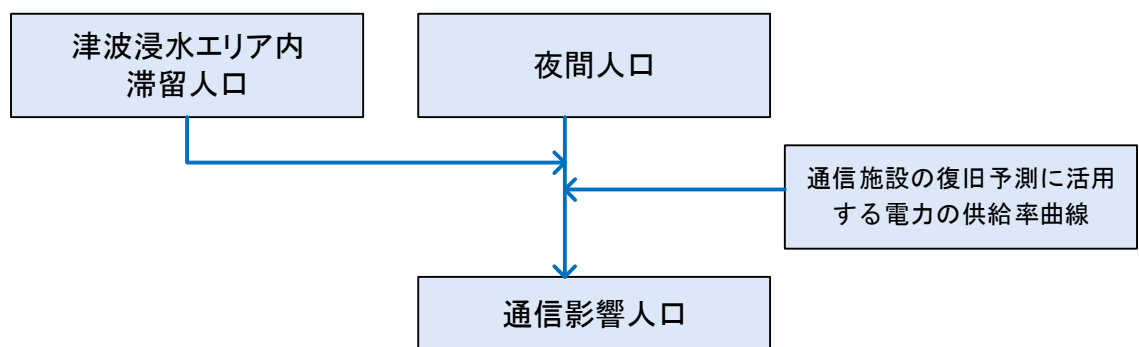 津波浸水エリア内
滞留人口
夜間人口
通信施設の復旧予測に活用
する電力の供給率曲線
通信影響人口